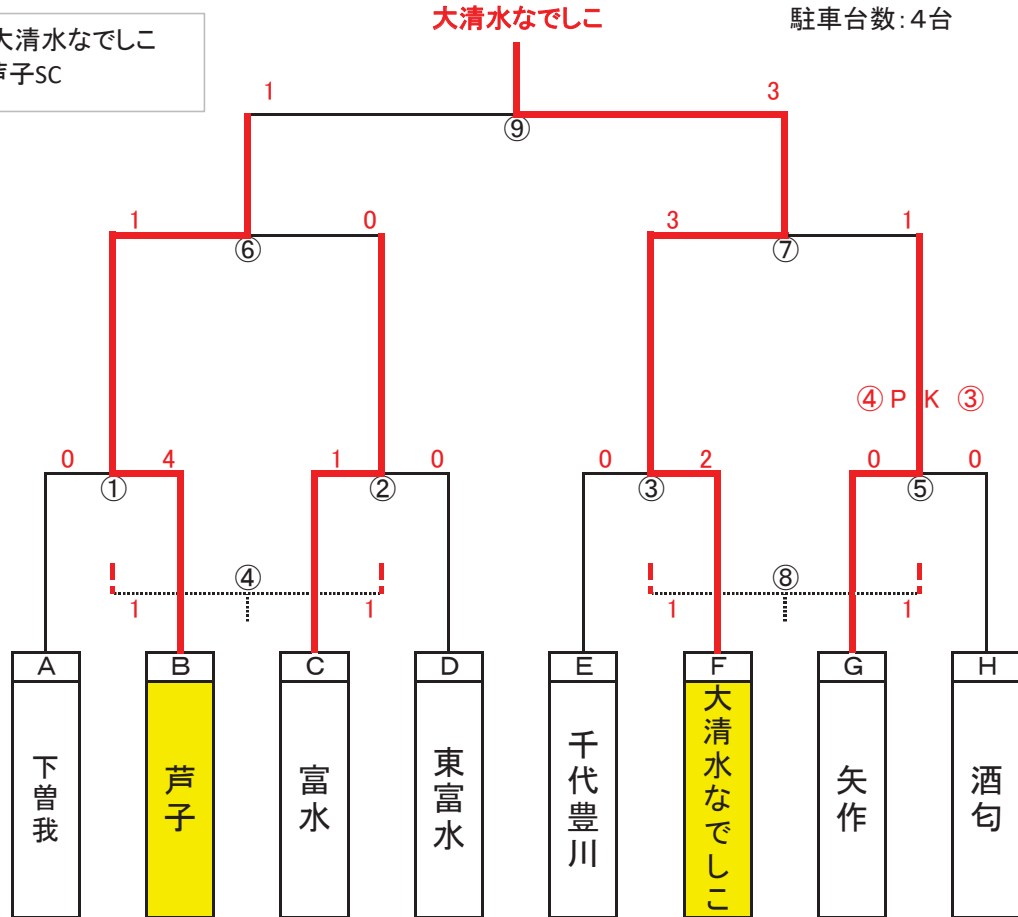 大清水なでしこ
駐車台数:4台
大清水なでしこ
芦子SC
1 3
⑨
1 0 3 1
⑥ ⑦
④ P K ③
0 4 1 0 0 2 0 0
① ② ③ ⑤
④ ⑧
1 1 1 1
A B C D E F G H
下曽我
芦子
富水
東富水
千代豊川
大清水なでしこ
矢作
酒匂